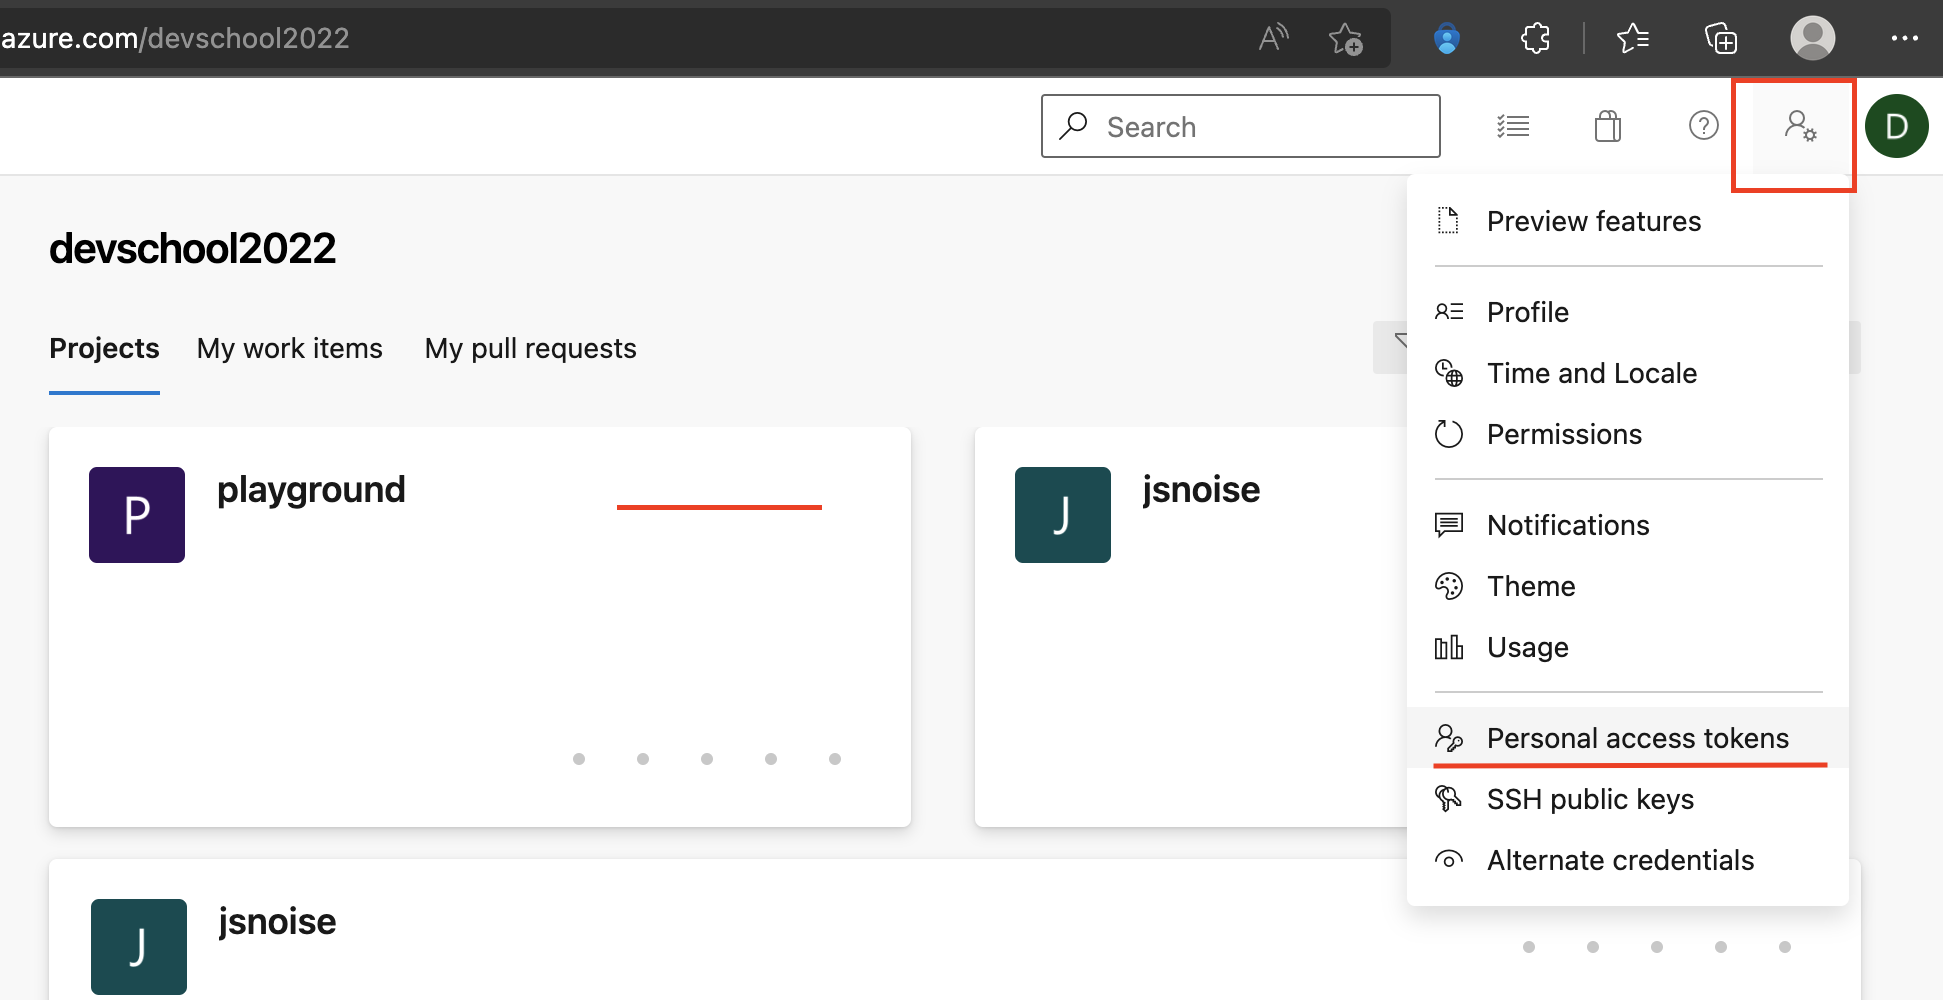 azure.com/devschool2022
Search
D
devschool2022
Projects My work items My pull requests
P playground
J jsnoise
J jsnoise
Preview features
Profile
Time and Locale
Permissions
Notifications
Theme
Usage
Personal access tokens
SSH public keys
Alternate credentials